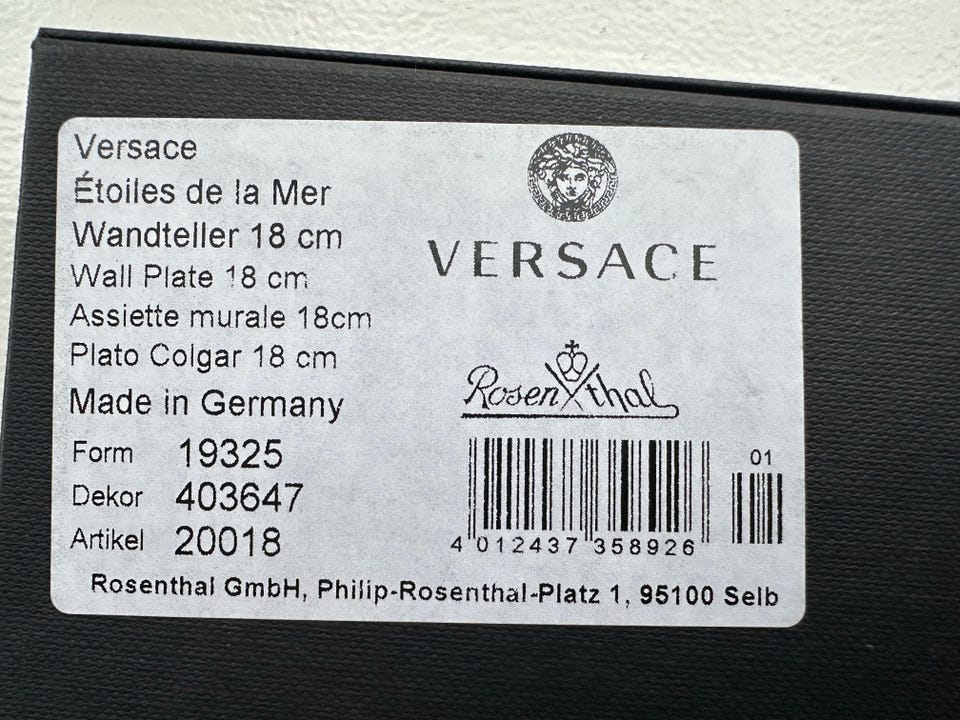 Versace
Étoiles de la Mer
Wandteller 18 cm
Wall Plate 18 cm
Assiette murale 18cm
Plato Colgar 18 cm
Made in Germany
Form 19325
Dekor 403647
Artikel 20018
VERSACE
Rosenthal
01
4 012437 358926
Rosenthal GmbH, Philip-Rosenthal-Platz 1, 95100 Selb